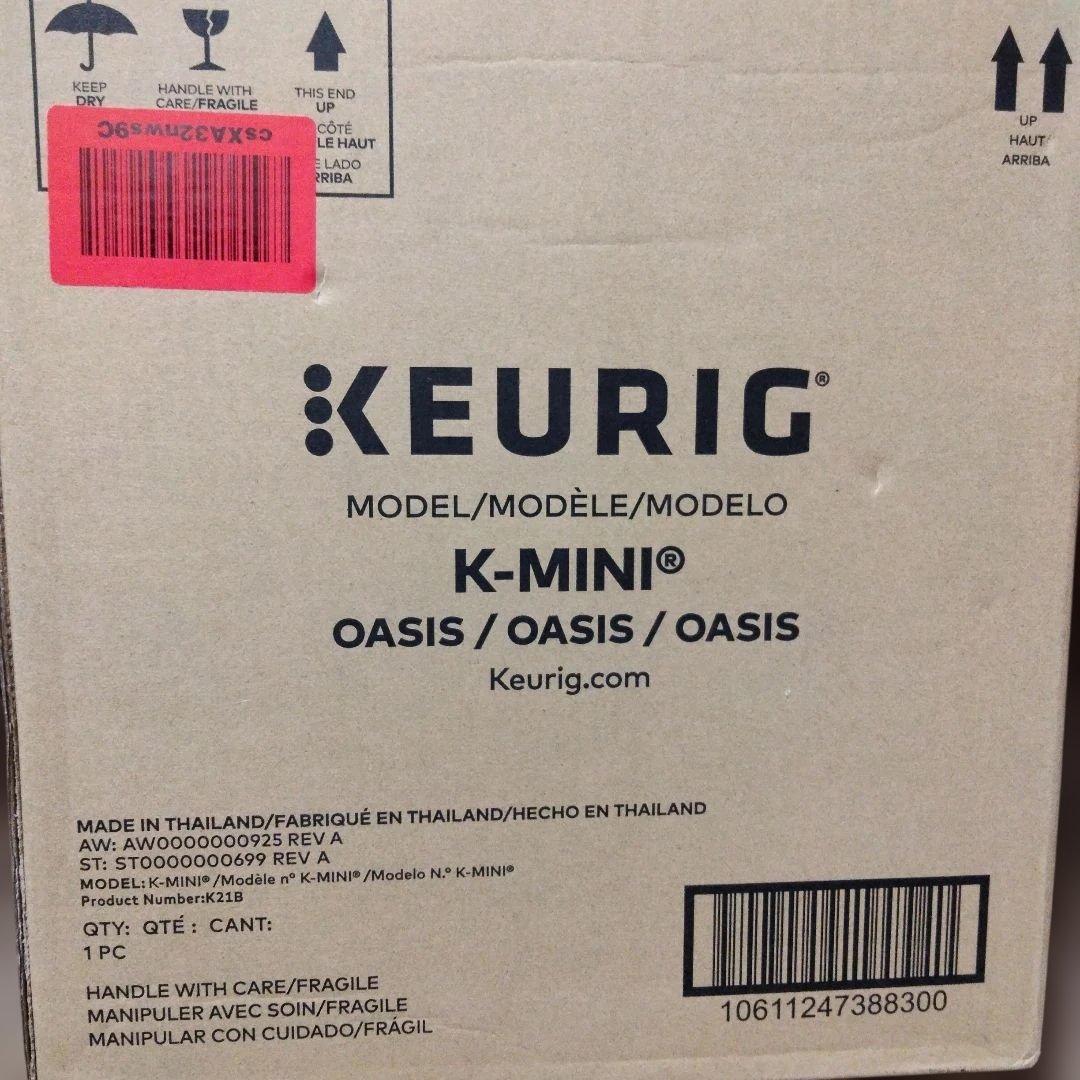 KEEP
DRY
HANDLE WITH
CARE/FRAGILE
THIS END
UP
CÔTÉ
LE HAUT
LADO
ARRIBA
csXA32nws9C
UP
HAUT
ARRIBA
KEURIG®
MODEL/MODÈLE/MODELO
K-MINI®
OASIS / OASIS / OASIS
Keurig.com
MADE IN THAILAND/FABRIQUÉ EN THAILAND/HECHO EN THAILAND
AW: AW0000000925 REV A
ST: ST0000000699 REV A
MODEL: K-MINI® /Modèle nº K-MINI® /Modelo N.º K-MINI®
Product Number:K21B
QTY: QTÉ : CANT:
1 PC
HANDLE WITH CARE/FRAGILE
MANIPULER AVEC SOIN/FRAGILE
MANIPULAR CON CUIDADO/FRÁGIL
10611247388300